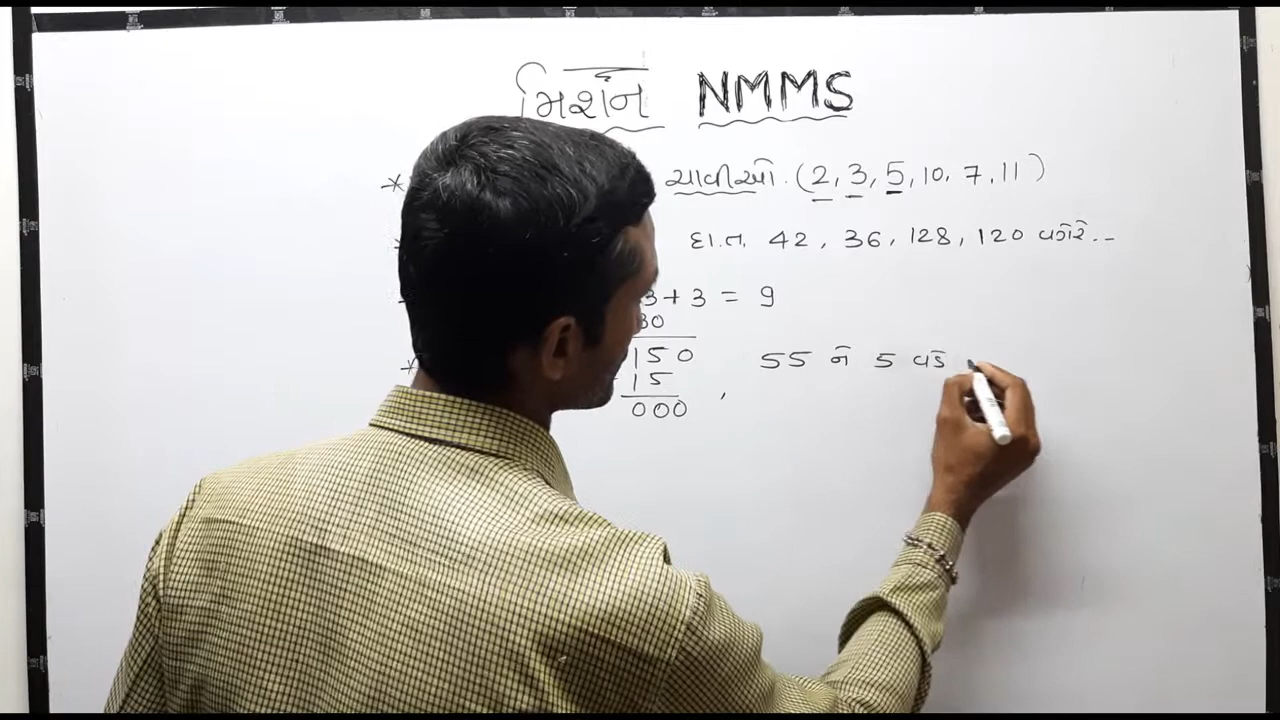 મિશન NMMS
* ચાવીઓ. (2, 3, 5, 10, 7, 11)
* દા.ત. 42, 36, 128, 120 વગેરે..
3 + 3 = 9
30
* 150
15 , 55 ને 5 વડે
000